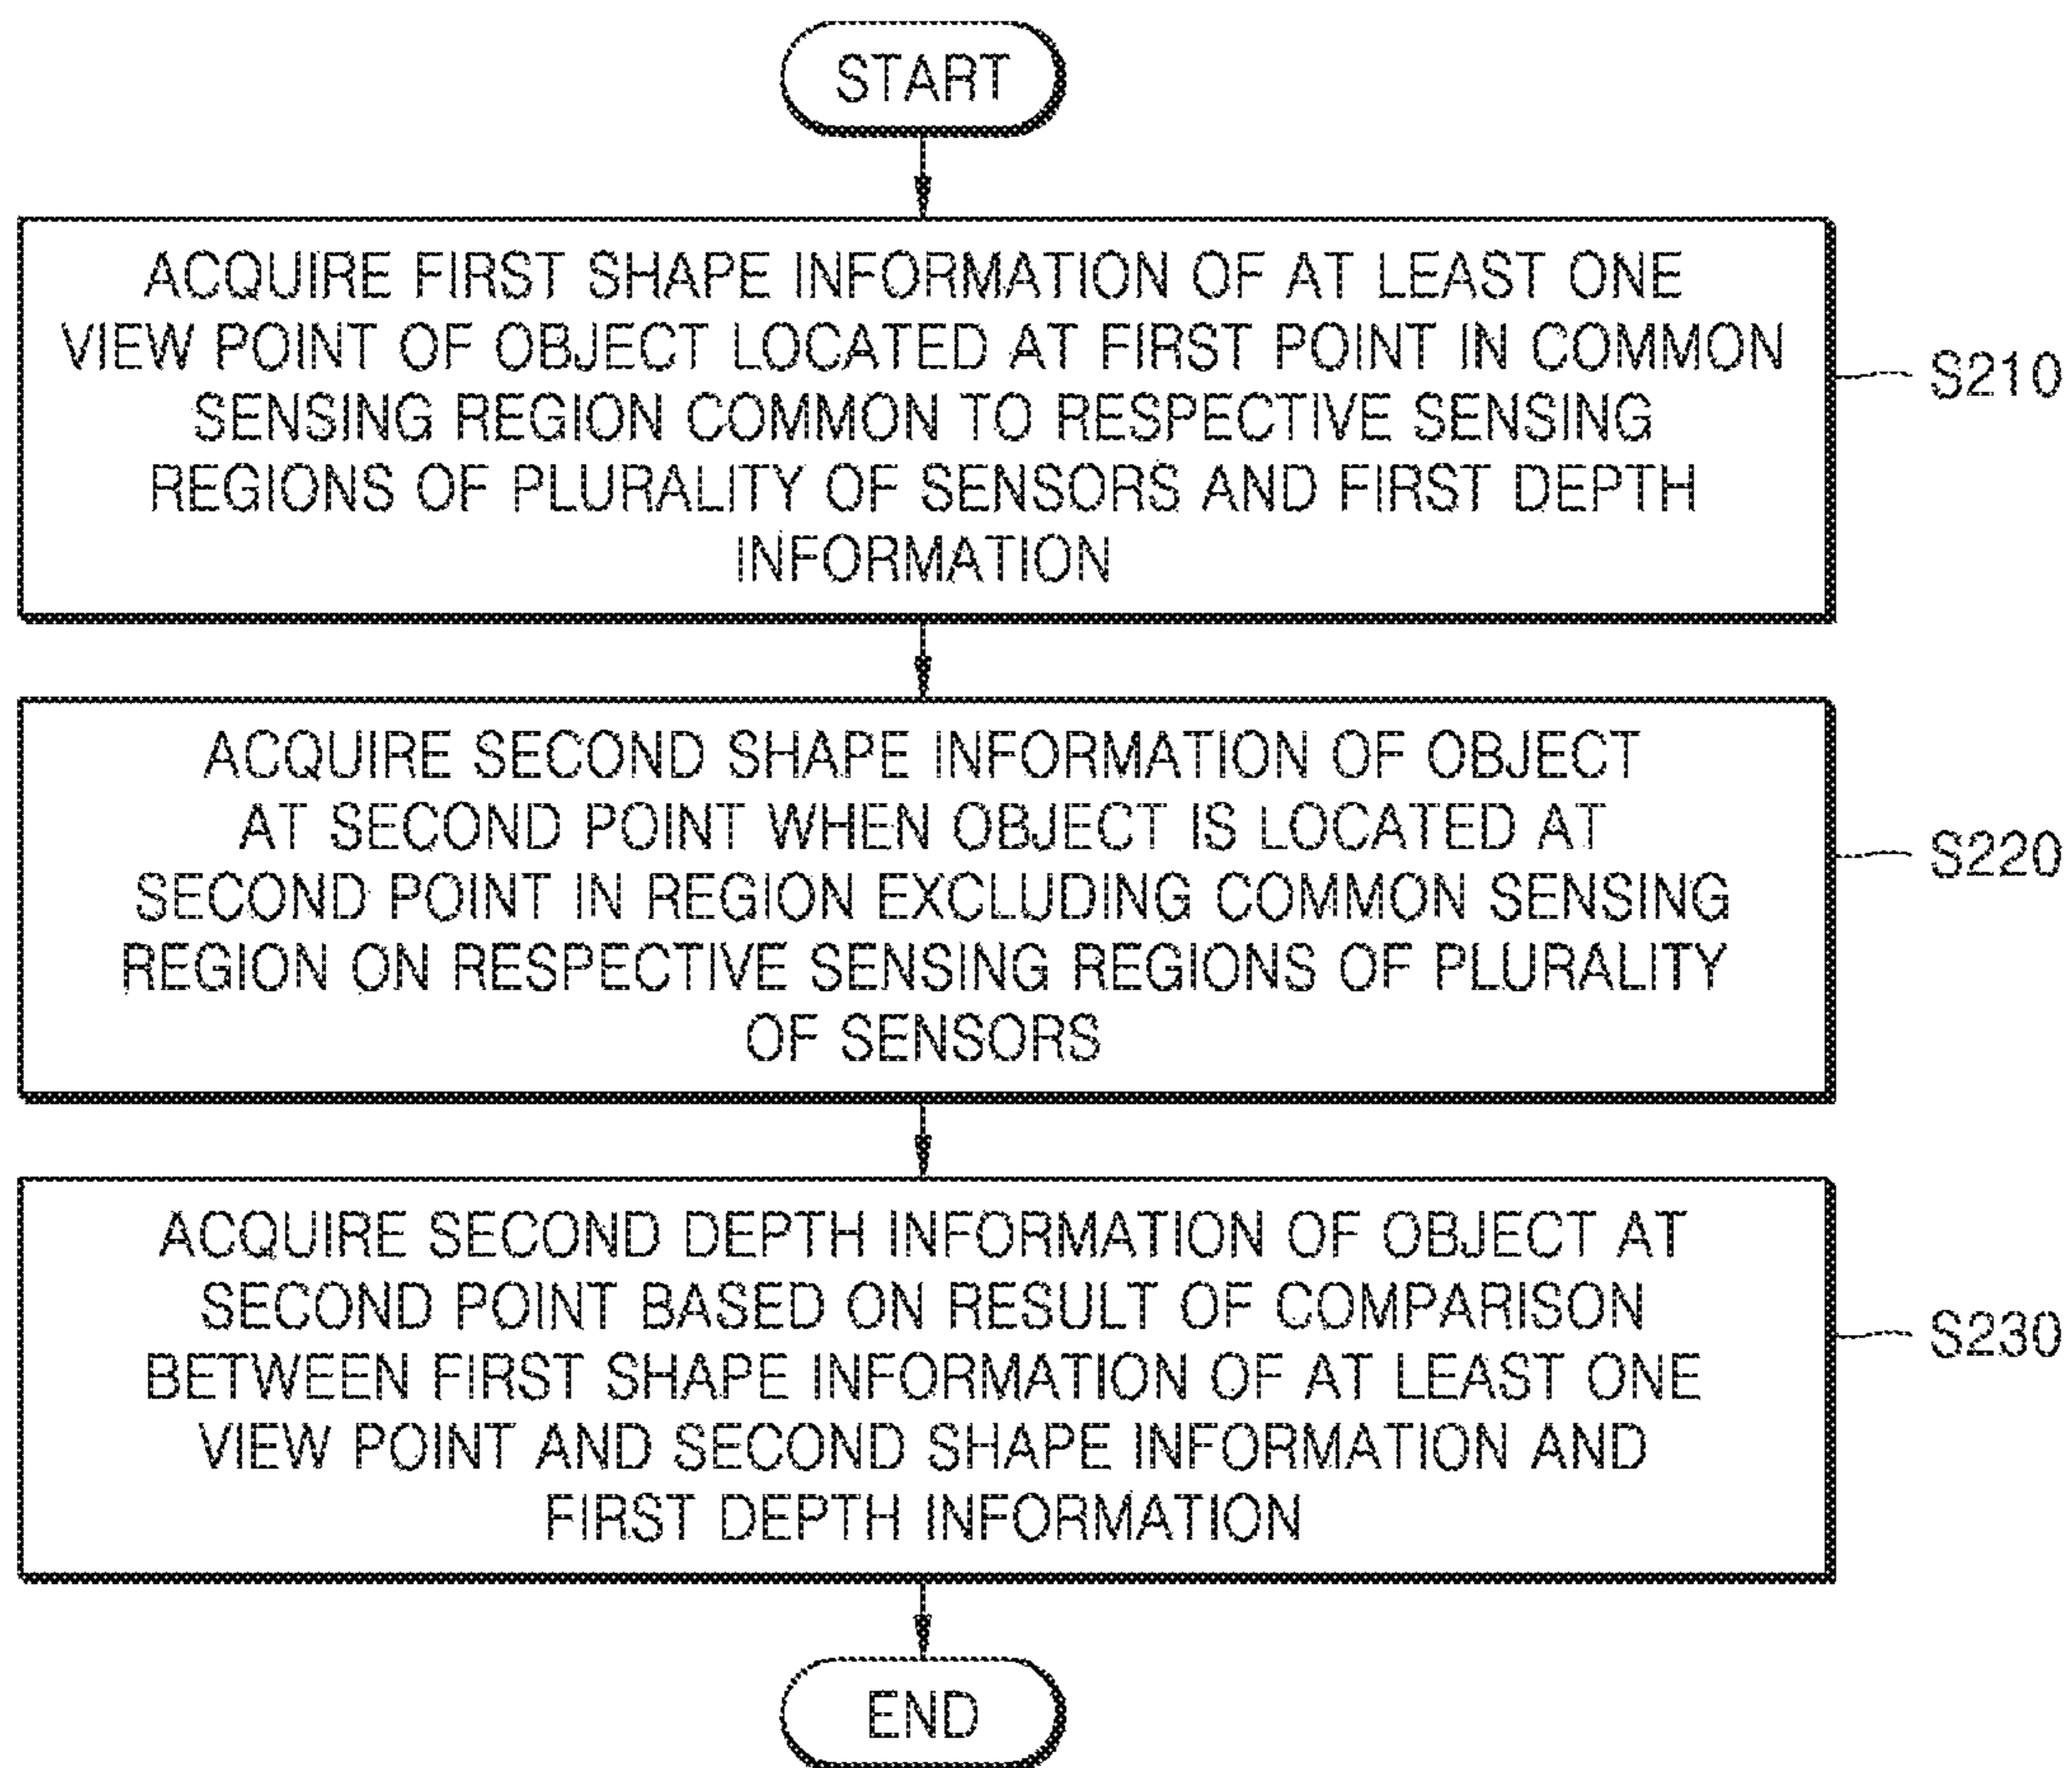 START
ACQUIRE FIRST SHAPE INFORMATION OF AT LEAST ONE
VIEW POINT OF OBJECT LOCATED AT FIRST POINT IN COMMON
SENSING REGION COMMON TO RESPECTIVE SENSING
REGIONS OF PLURALITY OF SENSORS AND FIRST DEPTH
INFORMATION
S210
ACQUIRE SECOND SHAPE INFORMATION OF OBJECT
AT SECOND POINT WHEN OBJECT IS LOCATED AT
SECOND POINT IN REGION EXCLUDING COMMON SENSING
REGION ON RESPECTIVE SENSING REGIONS OF PLURALITY
OF SENSORS
S220
ACQUIRE SECOND DEPTH INFORMATION OF OBJECT AT
SECOND POINT BASED ON RESULT OF COMPARISON
BETWEEN FIRST SHAPE INFORMATION OF AT LEAST ONE
VIEW POINT AND SECOND SHAPE INFORMATION AND
FIRST DEPTH INFORMATION
S230
END